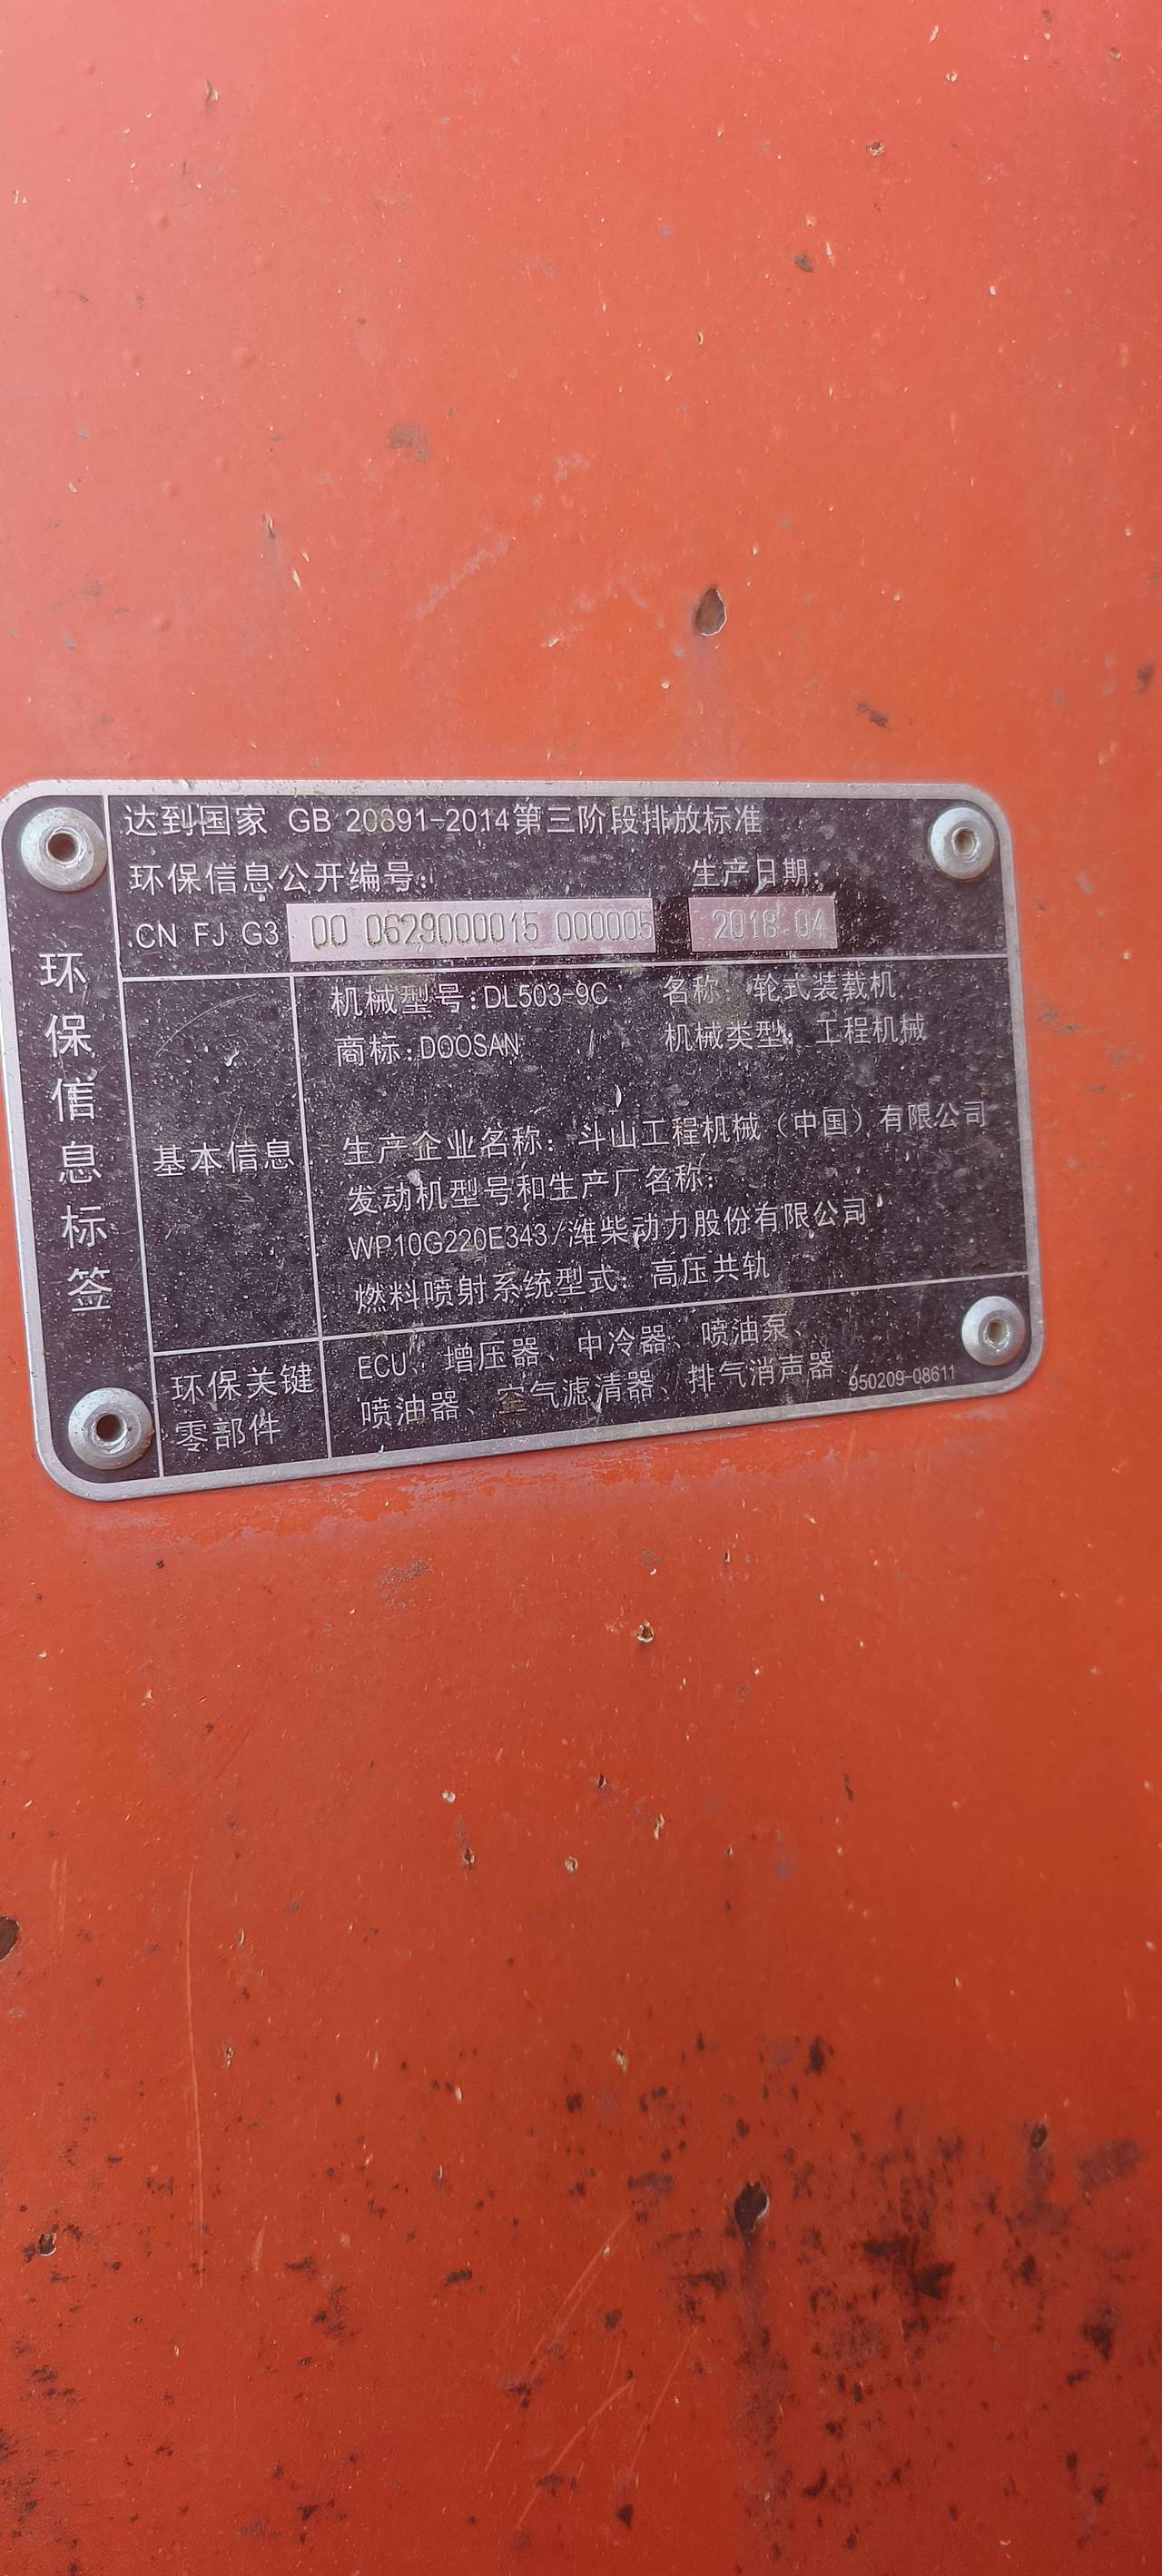 环保信息标签
达到国家 GB 20891-2014第三阶段排放标准
环保信息公开编号: 生产日期:
CN FJ G3 00 0629000015 000005 2018.04
基本信息
机械型号:DL503-9C 名称: 轮式装载机
商标:DOOSAN 机械类型: 工程机械
生产企业名称: 斗山工程机械（中国）有限公司
发动机型号和生产厂名称:
WP10G220E343/潍柴动力股份有限公司
燃料喷射系统型式: 高压共轨
环保关键
零部件
ECU、增压器、中冷器、喷油泵、
喷油器、空气滤清器、排气消声器 950209-08611